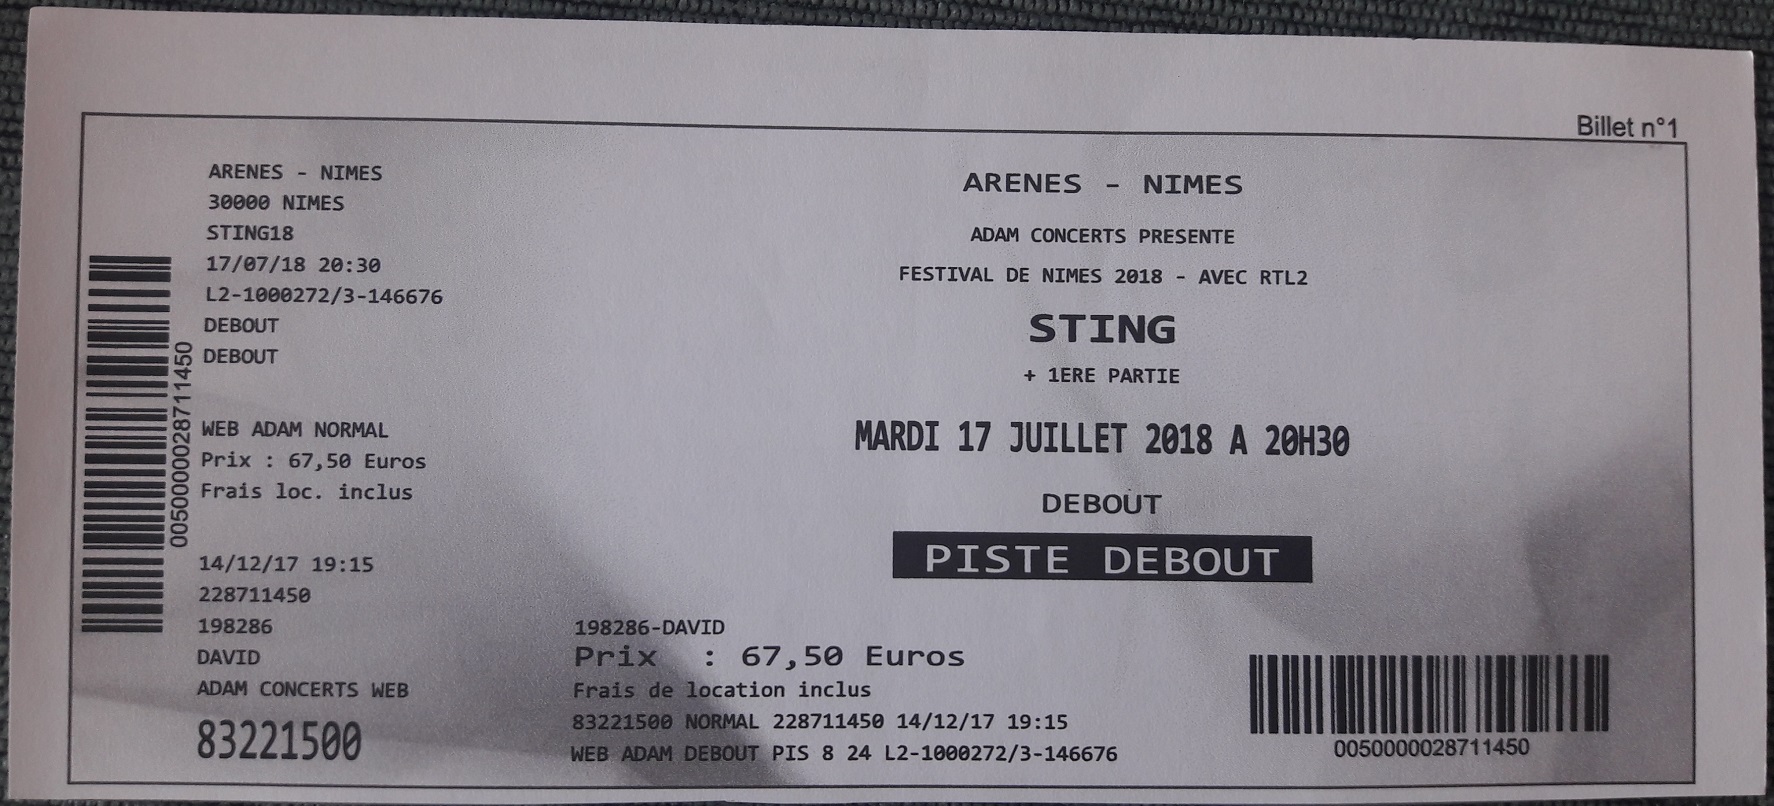 Billet n°1
ARENES - NIMES
30000 NIMES
STING18
17/07/18 20:30
L2-1000272/3-146676
DEBOUT
DEBOUT
WEB ADAM NORMAL
Prix : 67,50 Euros
Frais loc. inclus
14/12/17 19:15
228711450
198286
DAVID
ADAM CONCERTS WEB
83221500
0050000028711450
ARENES - NIMES
ADAM CONCERTS PRESENTE
FESTIVAL DE NIMES 2018 - AVEC RTL2
STING
+ 1ERE PARTIE
MARDI 17 JUILLET 2018 A 20H30
DEBOUT
PISTE DEBOUT
198286-DAVID
Prix : 67,50 Euros
Frais de location inclus
83221500 NORMAL 228711450 14/12/17 19:15
WEB ADAM DEBOUT PIS 8 24 L2-1000272/3-146676
0050000028711450